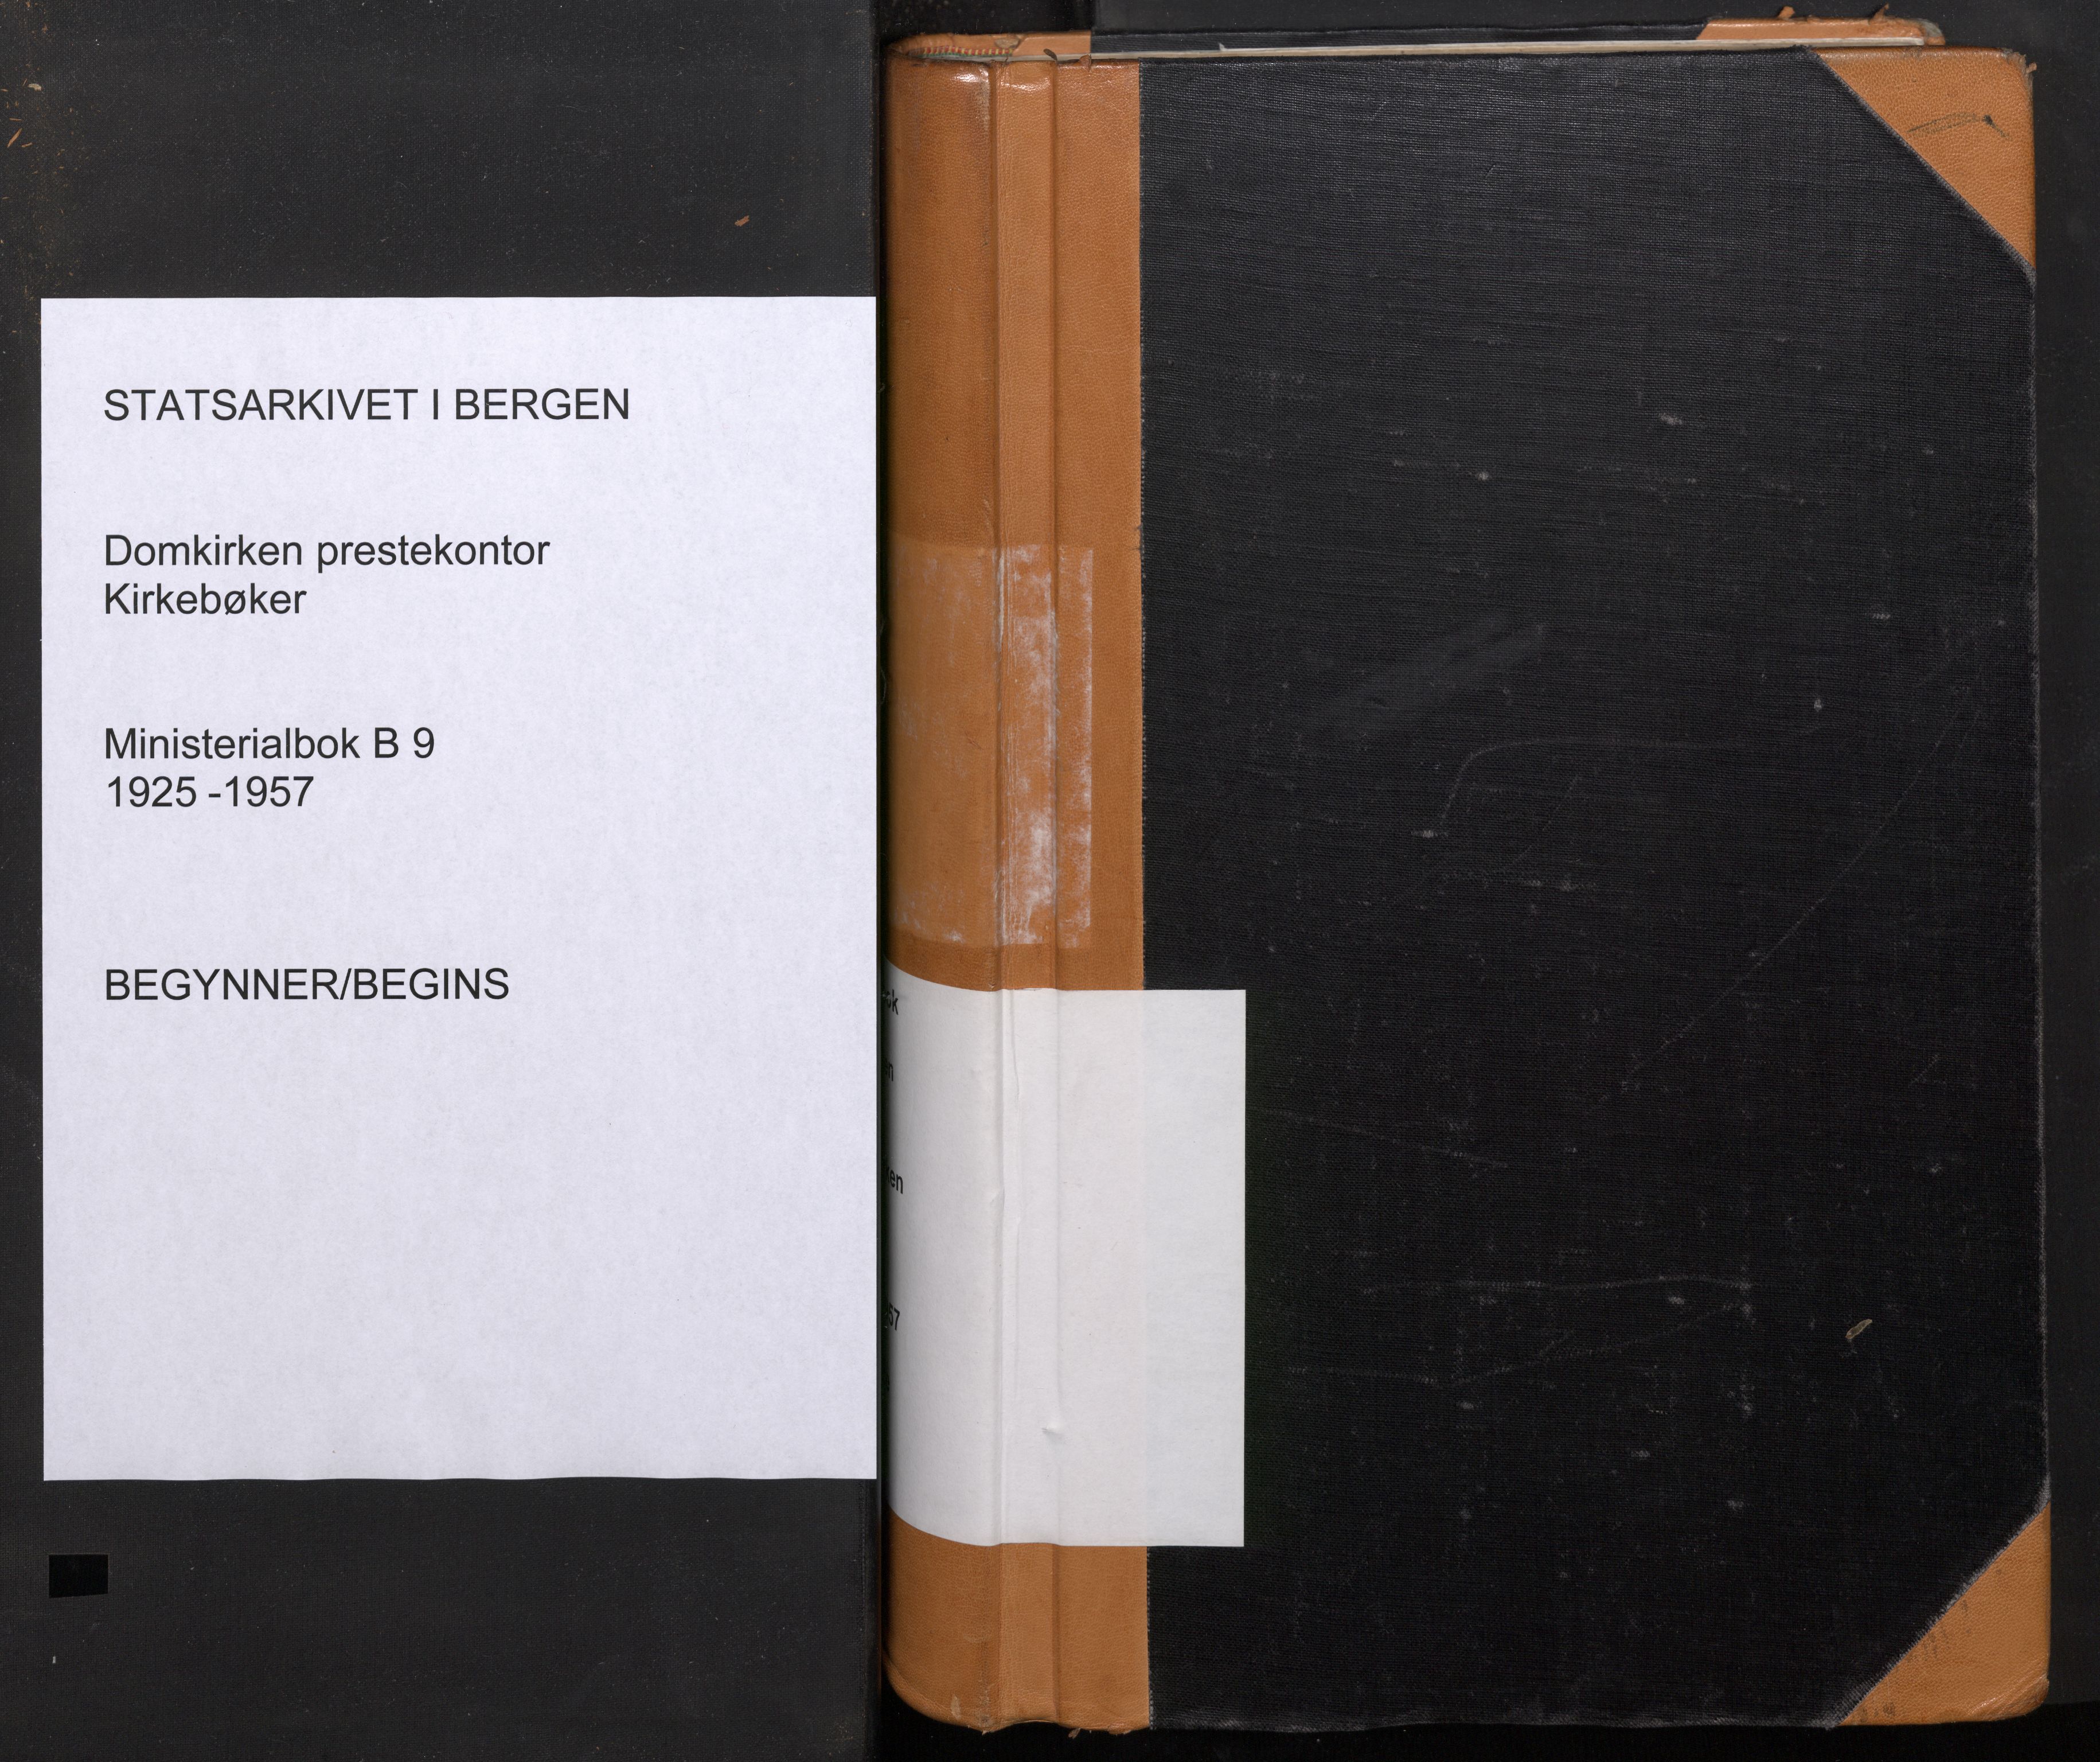 STATSARKIVET I BERGEN
Domkirken prestekontor
Kirkebøker
Ministerialbok B 9
1925 -1957
BEGYNNER/BEGINS